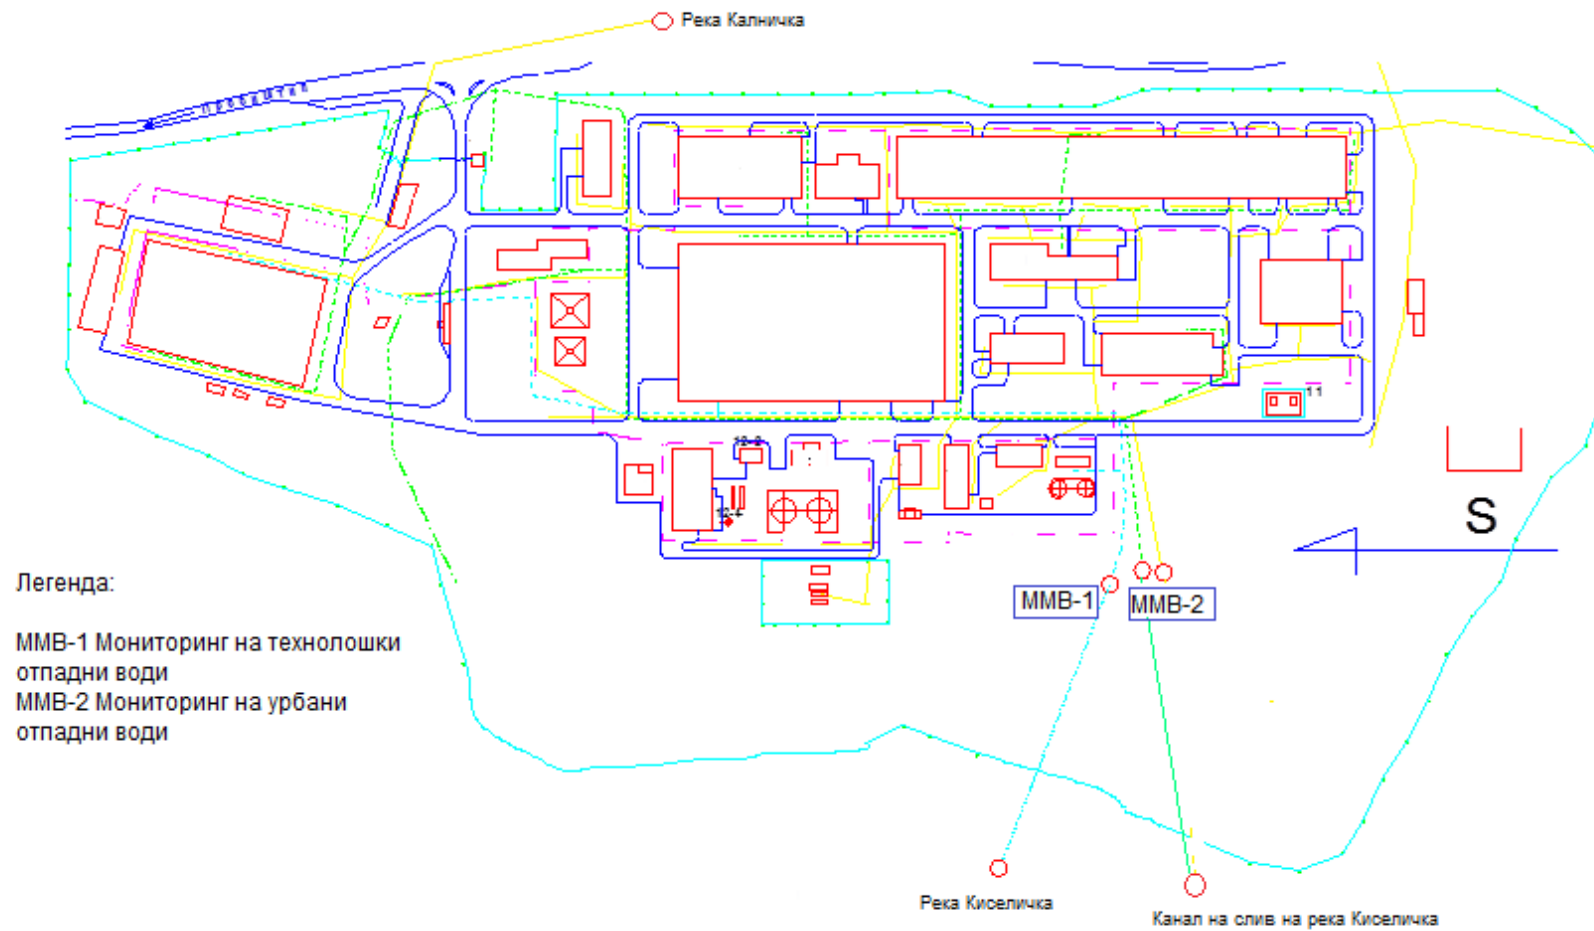 Река Калничка
11
S
ММВ-1
ММВ-2
Легенда:
ММВ-1 Мониторинг на технолошки
отпадни води
ММВ-2 Мониторинг на урбани
отпадни води
Река Киселичка
Канал на слив на река Киселичка